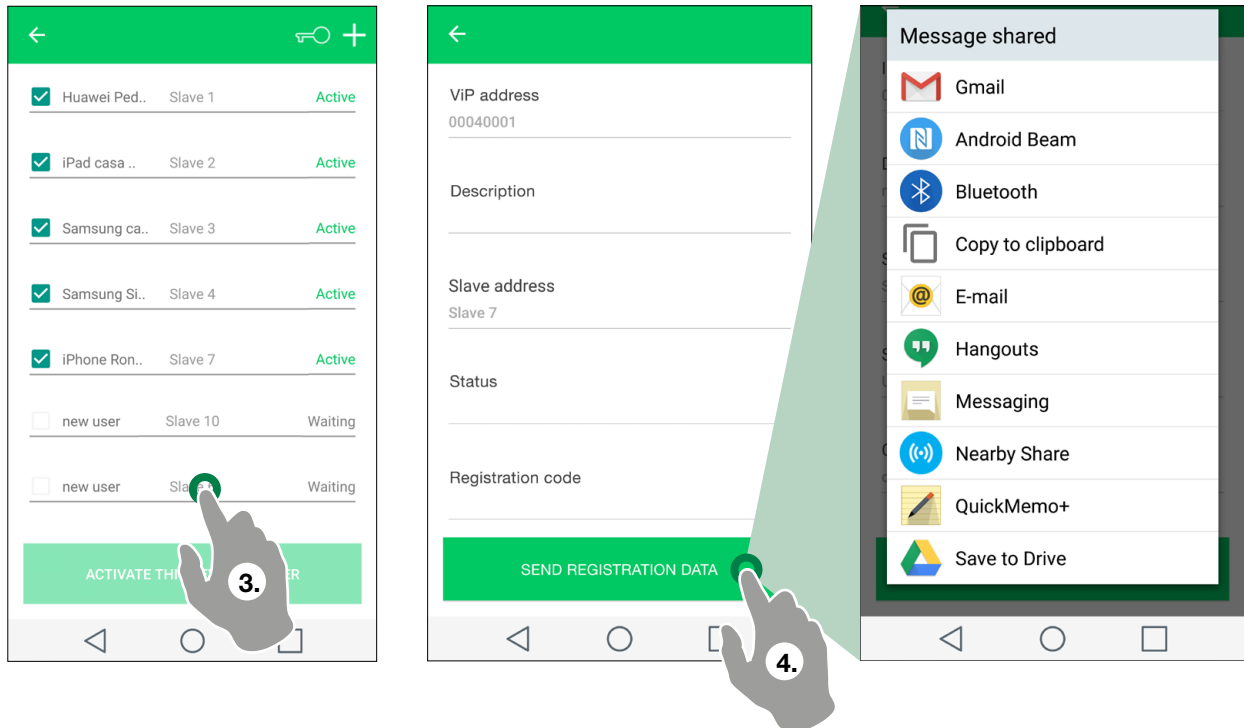 Huawei Ped.. Slave 1 Active
iPad casa .. Slave 2 Active
Samsung ca.. Slave 3 Active
Samsung Si.. Slave 4 Active
iPhone Ron.. Slave 7 Active
new user Slave 10 Waiting
new user Waiting
ACTIVATE
3.
ViP address
00040001
Description
Slave address
Slave 7
Status
Registration code
SEND REGISTRATION DATA
4.
Message shared
Gmail
Android Beam
Bluetooth
Copy to clipboard
E-mail
Hangouts
Messaging
Nearby Share
QuickMemo+
Save to Drive